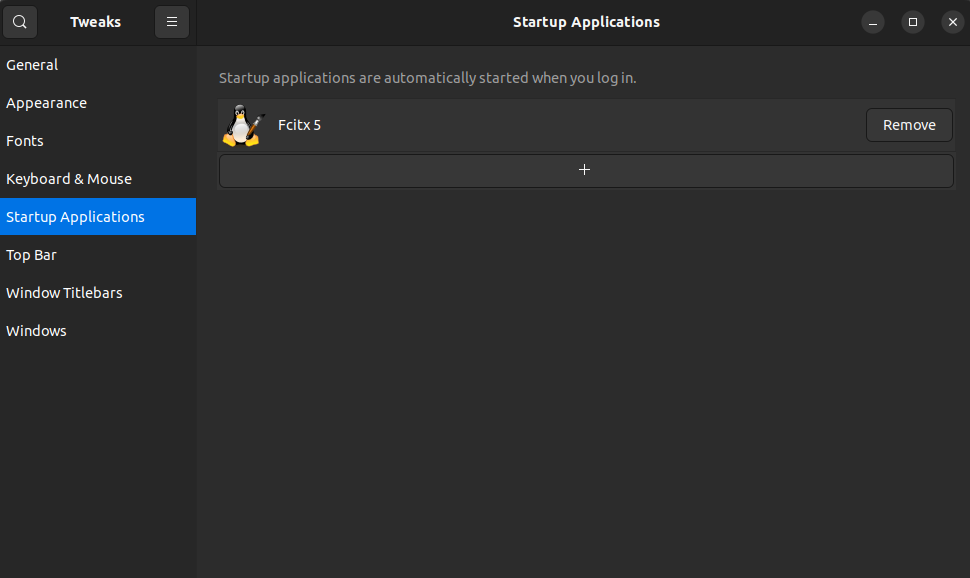 Tweaks
Startup Applications
General
Appearance
Fonts
Keyboard & Mouse
Startup Applications
Top Bar
Window Titlebars
Windows
Startup applications are automatically started when you log in.
Fcitx 5
Remove